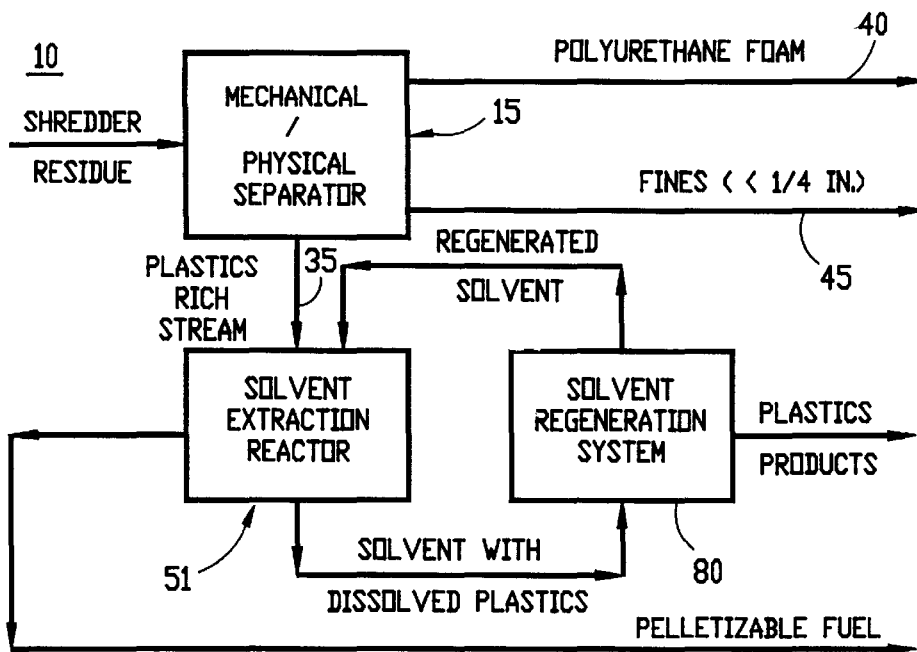 10
SHREDDER
RESIDUE
MECHANICAL
/
PHYSICAL
SEPARATOR
15
POLYURETHANE FOAM
40
FINES ( < 1/4 IN.)
45
PLASTICS
RICH
STREAM
35
REGENERATED
SOLVENT
SOLVENT
EXTRACTION
REACTOR
51
SOLVENT
REGENERATION
SYSTEM
80
PLASTICS
PRODUCTS
SOLVENT WITH
DISSOLVED PLASTICS
PELLETIZABLE FUEL